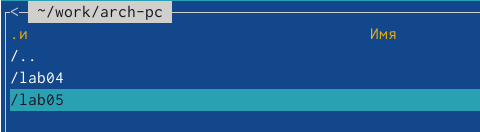 <- ~/work/arch-pc
.и Имя
/..
/lab04
/lab05